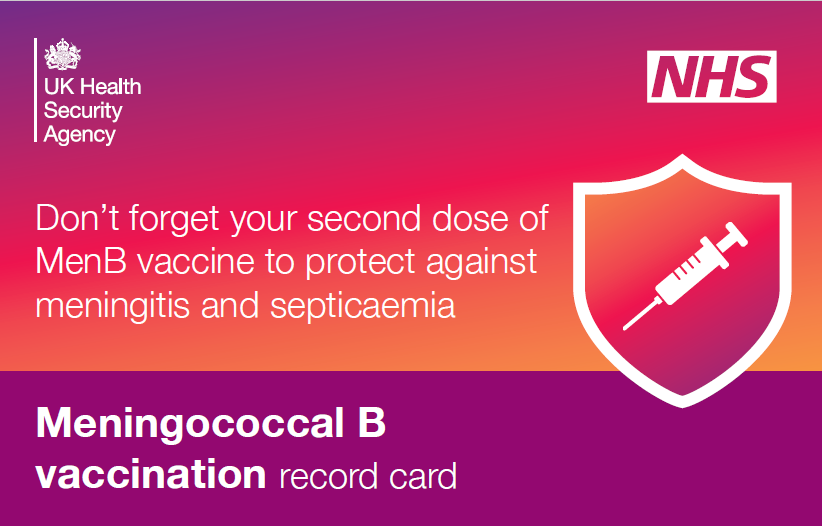 UK Health
Security
Agency
NHS
Don’t forget your second dose of
MenB vaccine to protect against
meningitis and septicaemia
Meningococcal B
vaccination record card